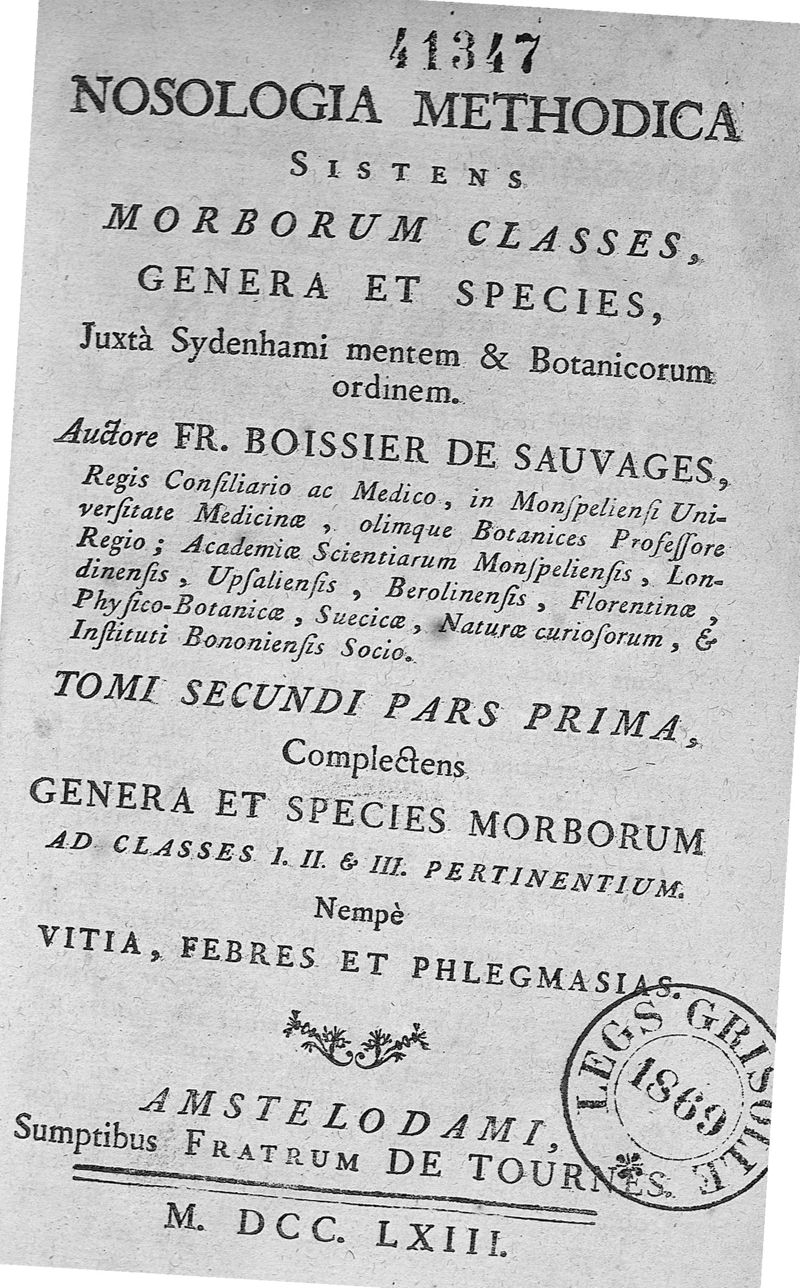 41347
NOSOLOGIA METHODICA
SISTENS
MORBORUM CLASSES,
GENERA ET SPECIES,
Juxtà Sydenhami mentem & Botanicorum
ordinem.
Auctore FR. BOISSIER DE SAUVAGES,
Regis Conſiliario ac Medico, in Monſpelienſi Uni-
verſitate Medicinæ, olimque Botanices Profeſſore
Regio; Academiæ Scientiarum Monſpelienſis, Lon-
dinenſis, Upſalienſis, Berolinenſis, Florentinæ,
Phyſico-Botanicæ, Suecicæ, Naturæ curioſorum, &
Inſtituti Bononienſis Socio.
TOMI SECUNDI PARS PRIMA,
Complectens
GENERA ET SPECIES MORBORUM
AD CLASSES I. II. & III. PERTINENTIUM.
Nempè
VITIA, FEBRES ET PHLEGMASIAS.
LEGS GRISOLLE
1869
AMSTELODAMI,
Sumptibus FRATRUM DE TOURNES.
M. DCC. LXIII.